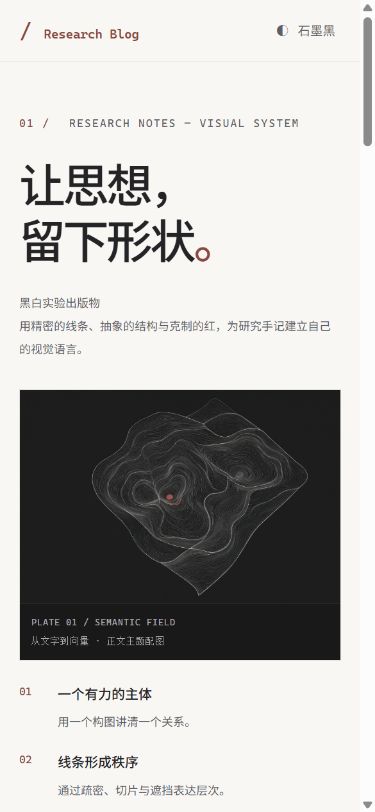 / Research Blog
石墨黑
01 / RESEARCH NOTES — VISUAL SYSTEM
让思想，
留下形状。
黑白实验出版物
用精密的线条、抽象的结构与克制的红，为研究手记建立自己
的视觉语言。
PLATE 01 / SEMANTIC FIELD
从文字到向量 · 正文主题配图
01 一个有力的主体
用一个构图讲清一个关系。
02 线条形成秩序
通过疏密、切片与遮挡表达层次。